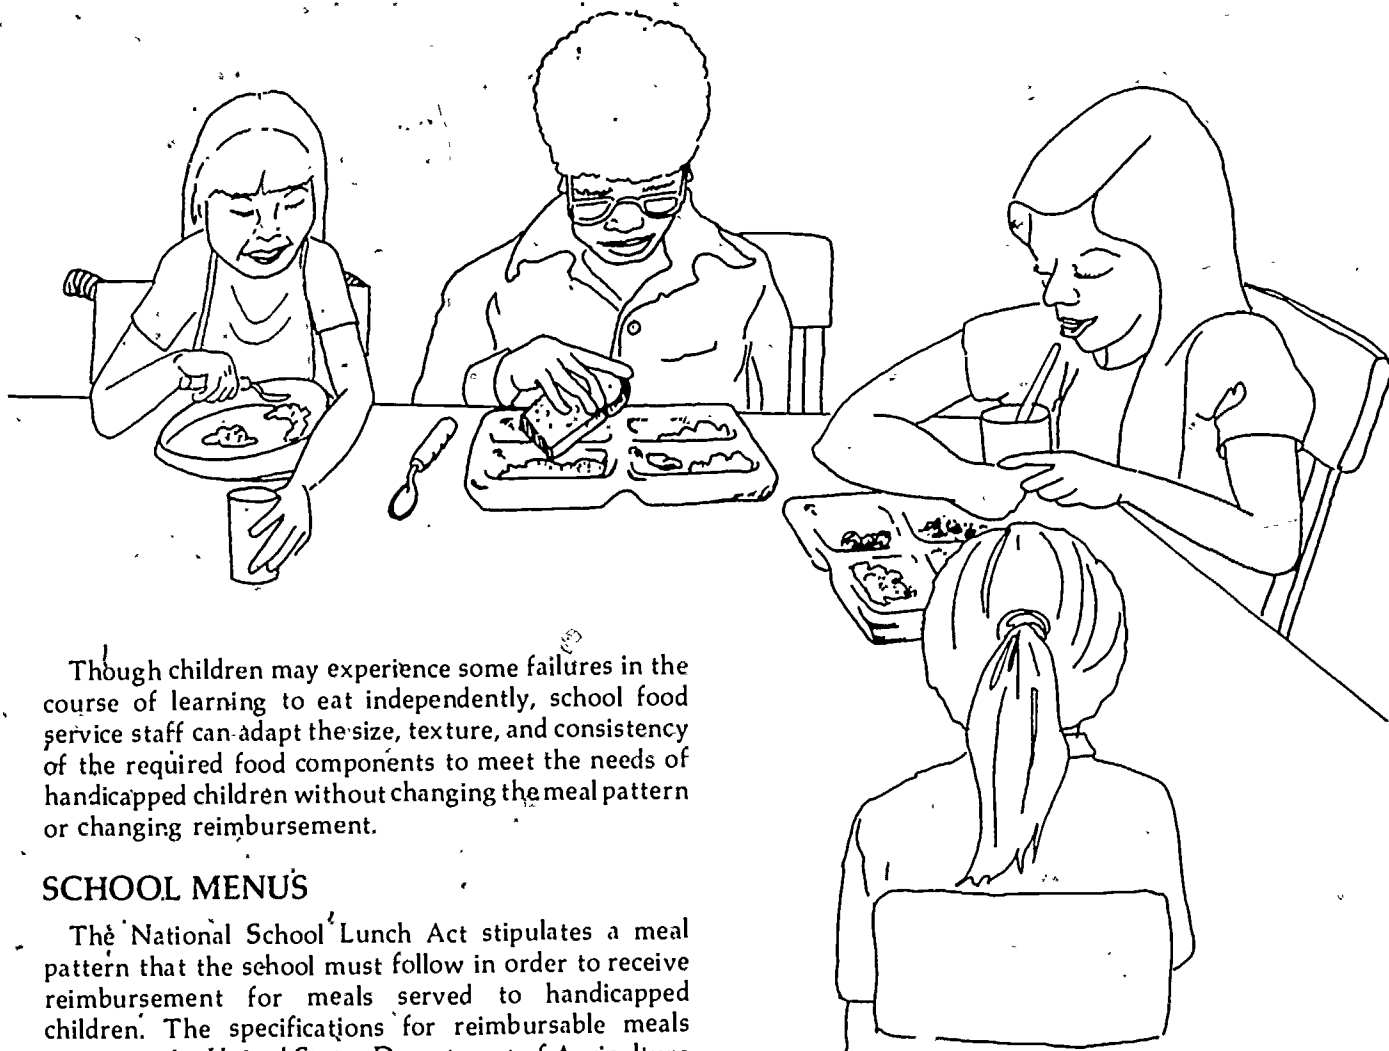 Though children may experience some failures in the
course of learning to eat independently, school food
service staff can adapt the size, texture, and consistency
of the required food components to meet the needs of
handicapped children without changing the meal pattern
or changing reimbursement.
SCHOOL MENUS
The National School Lunch Act stipulates a meal
pattern that the school must follow in order to receive
reimbursement for meals served to handicapped
children. The specifications for reimbursable meals